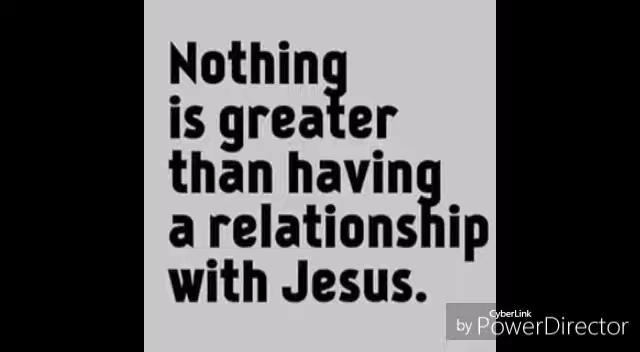 Nothing
is greater
than having
a relationship
with Jesus.
CyberLink
by PowerDirector